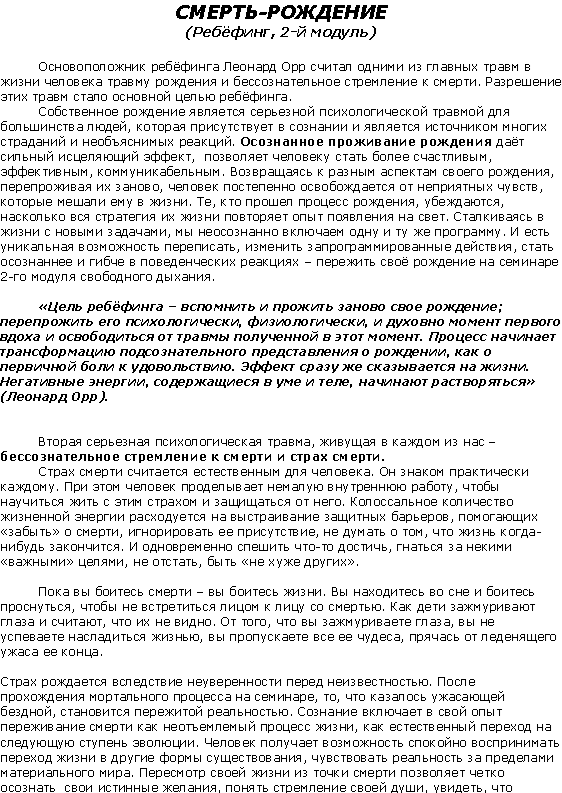 СМЕРТЬ-РОЖДЕНИЕ
(Ребёфинг, 2-й модуль)
Основоположник ребёфинга Леонард Орр считал одними из главных травм в
жизни человека травму рождения и бессознательное стремление к смерти. Разрешение
этих травм стало основной целью ребёфинга.
Собственное рождение является серьезной психологической травмой для
большинства людей, которая присутствует в сознании и является источником многих
страданий и необъяснимых реакций. Осознанное проживание рождения даёт
сильный исцеляющий эффект,  позволяет человеку стать более счастливым,
эффективным, коммуникабельным. Возвращаясь к разным аспектам своего рождения,
перепроживая их заново, человек постепенно освобождается от неприятных чувств,
которые мешали ему в жизни. Те, кто прошел процесс рождения, убеждаются,
насколько вся стратегия их жизни повторяет опыт появления на свет. Сталкиваясь в
жизни с новыми задачами, мы неосознанно включаем одну и ту же программу. И есть
уникальная возможность переписать, изменить запрограммированные действия, стать
осознаннее и гибче в поведенческих реакциях – пережить своё рождение на семинаре
2-го модуля свободного дыхания.
«Цель ребёфинга – вспомнить и прожить заново свое рождение;
перепрожить его психологически, физиологически, и духовно момент первого
вдоха и освободиться от травмы полученной в этот момент. Процесс начинает
трансформацию подсознательного представления о рождении, как о
первичной боли к удовольствию. Эффект сразу же сказывается на жизни.
Негативные энергии, содержащиеся в уме и теле, начинают растворяться»
(Леонард Орр).
Вторая серьезная психологическая травма, живущая в каждом из нас –
бессознательное стремление к смерти и страх смерти.
Страх смерти считается естественным для человека. Он знаком практически
каждому. При этом человек проделывает немалую внутреннюю работу, чтобы
научиться жить с этим страхом и защищаться от него. Колоссальное количество
жизненной энергии расходуется на выстраивание защитных барьеров, помогающих
«забыть» о смерти, игнорировать ее присутствие, не думать о том, что жизнь когда-
нибудь закончится. И одновременно спешить что-то достичь, гнаться за некими
«важными» целями, не отстать, быть «не хуже других».
Пока вы боитесь смерти – вы боитесь жизни. Вы находитесь во сне и боитесь
проснуться, чтобы не встретиться лицом к лицу со смертью. Как дети зажмуривают
глаза и считают, что их не видно. От того, что вы зажмуриваете глаза, вы не
успеваете насладиться жизнью, вы пропускаете все ее чудеса, прячась от леденящего
ужаса ее конца.
Страх рождается вследствие неуверенности перед неизвестностью. После
прохождения мортального процесса на семинаре, то, что казалось ужасающей
бездной, становится пережитой реальностью. Сознание включает в свой опыт
переживание смерти как неотъемлемый процесс жизни, как естественный переход на
следующую ступень эволюции. Человек получает возможность спокойно воспринимать
переход жизни в другие формы существования, чувствовать реальность за пределами
материального мира. Пересмотр своей жизни из точки смерти позволяет четко
осознать  свои истинные желания, понять стремление своей души, увидеть, что